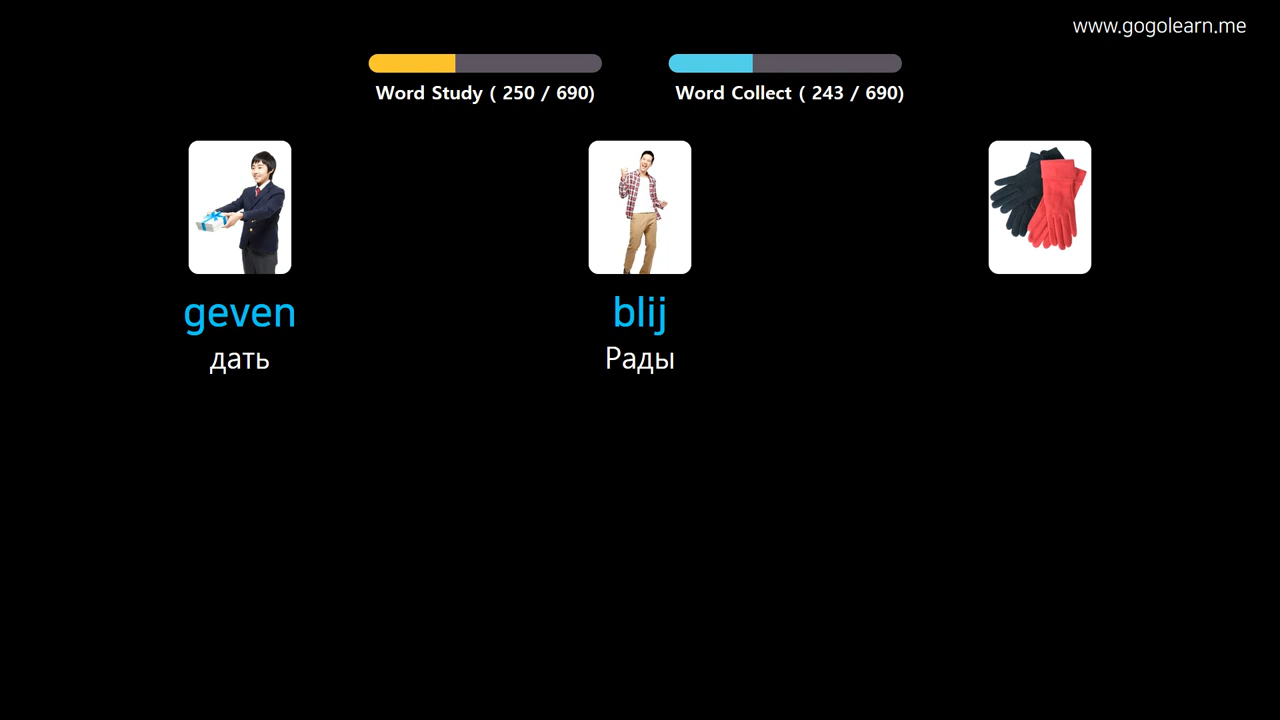 www.gogolearn.me
Word Study ( 250 / 690)
Word Collect ( 243 / 690)
geven
дать
blij
Рады